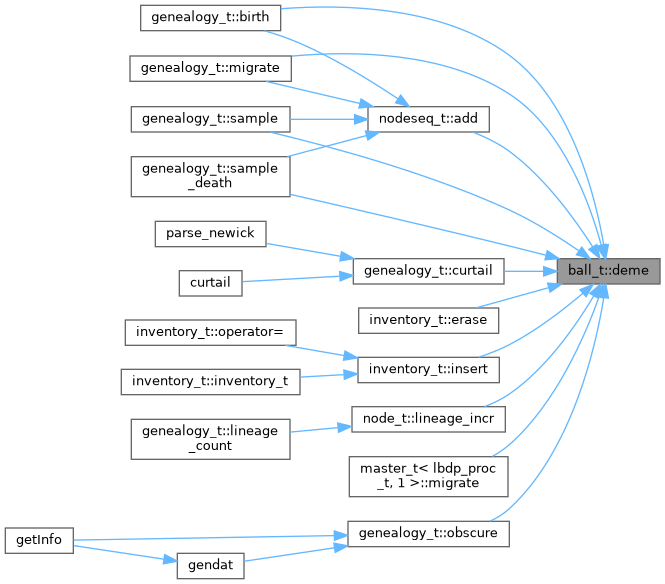 genealogy_t::birth
genealogy_t::migrate
genealogy_t::sample
nodeseq_t::add
genealogy_t::sample
_death
parse_newick
genealogy_t::curtail
ball_t::deme
curtail
inventory_t::erase
inventory_t::operator=
inventory_t::insert
inventory_t::inventory_t
node_t::lineage_incr
genealogy_t::lineage
_count
master_t< lbdp_proc
_t, 1 >::migrate
genealogy_t::obscure
getInfo
gendat